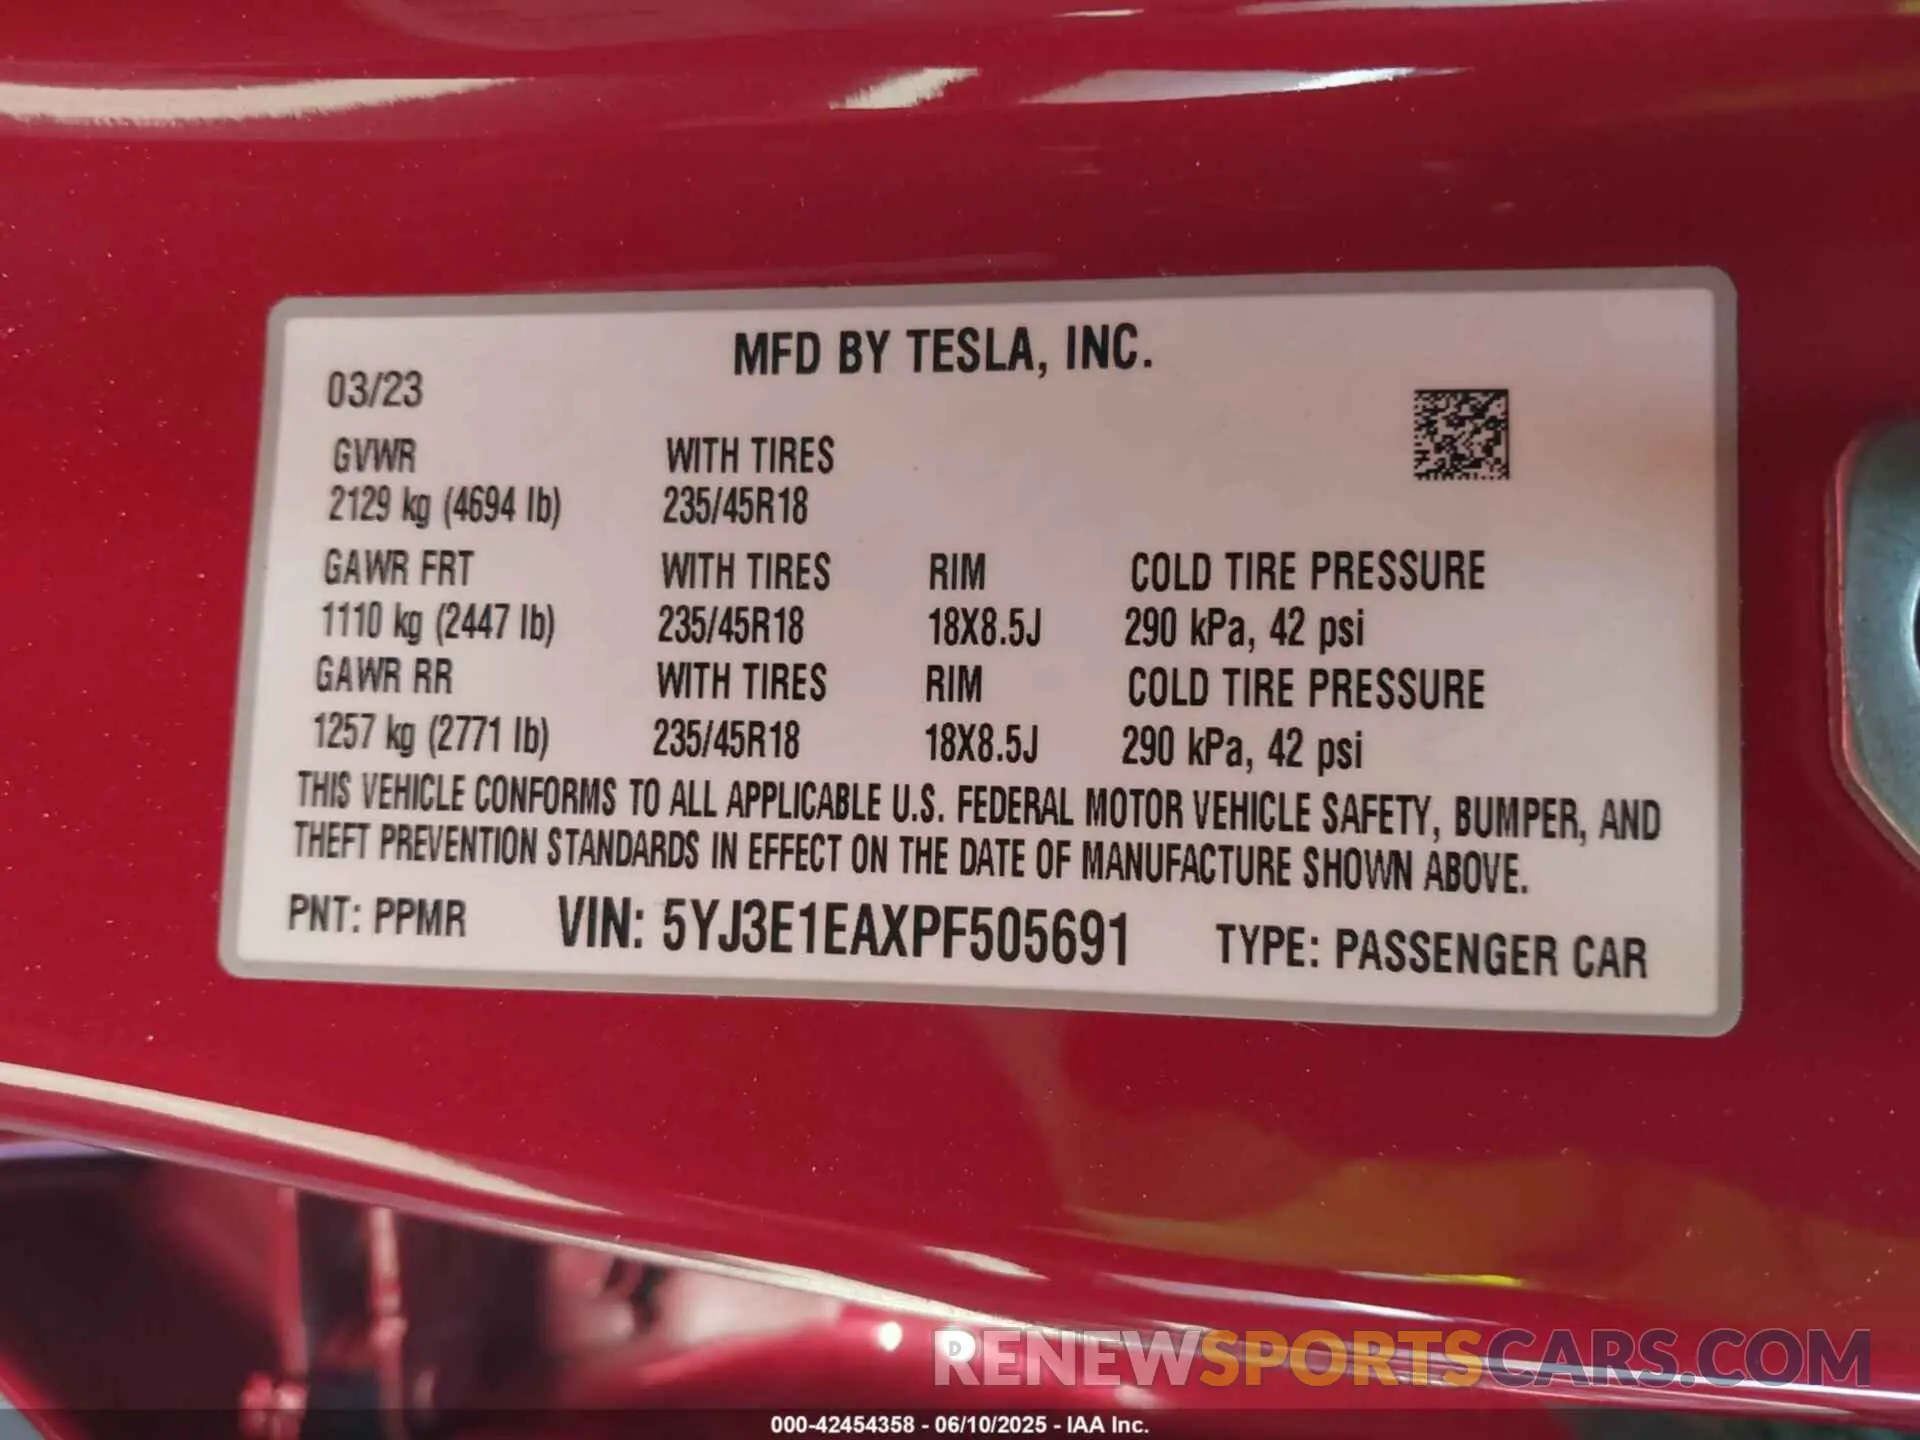 MFD BY TESLA, INC.
03/23
GVWR WITH TIRES
2129 kg (4694 lb) 235/45R18
GAWR FRT WITH TIRES RIM COLD TIRE PRESSURE
1110 kg (2447 lb) 235/45R18 18X8.5J 290 kPa, 42 psi
GAWR RR WITH TIRES RIM COLD TIRE PRESSURE
1257 kg (2771 lb) 235/45R18 18X8.5J 290 kPa, 42 psi
THIS VEHICLE CONFORMS TO ALL APPLICABLE U.S. FEDERAL MOTOR VEHICLE SAFETY, BUMPER, AND
THEFT PREVENTION STANDARDS IN EFFECT ON THE DATE OF MANUFACTURE SHOWN ABOVE.
PNT: PPMR VIN: 5YJ3E1EAXPF505691 TYPE: PASSENGER CAR
RENEWSPORTSCARS.COM
000-42454358 - 06/10/2025 - IAA Inc.